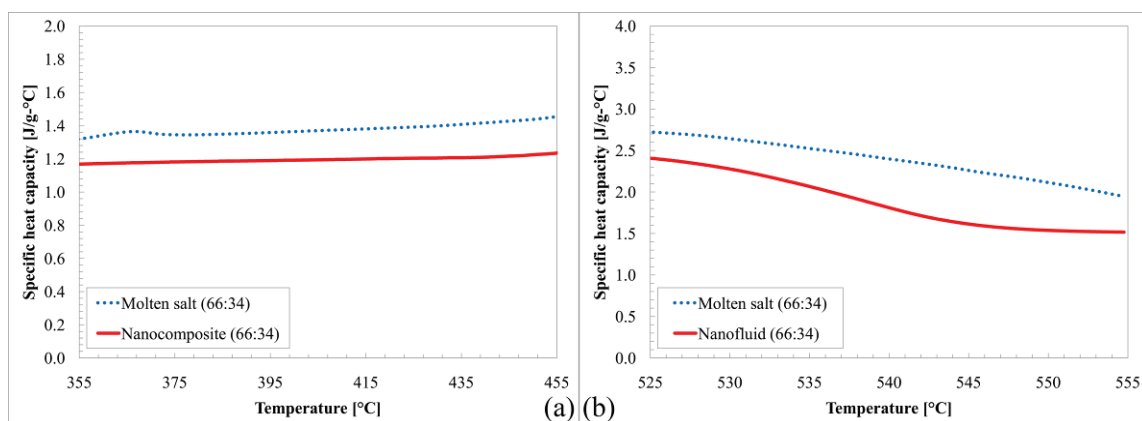 2.0
1.8
1.6
1.4
1.2
1.0
0.8
0.6
0.4
0.2
0.0
Specific heat capacity [J/g-°C]
Molten salt (66:34)
Nanocomposite (66:34)
355 375 395 415 435 455
Temperature [°C]
(a)
4.0
3.5
3.0
2.5
2.0
1.5
1.0
0.5
0.0
Specific heat capacity [J/g-°C]
Molten salt (66:34)
Nanofluid (66:34)
525 530 535 540 545 550 555
Temperature [°C]
(b)